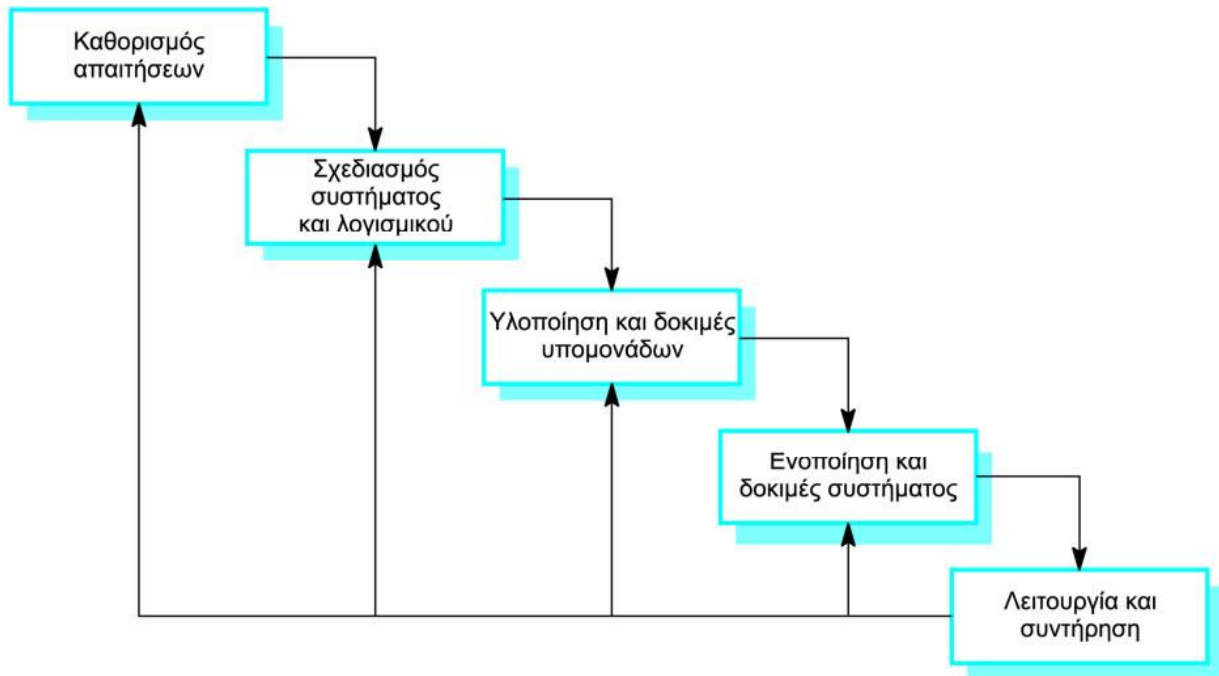 Καθορισμός
απαιτήσεων
Σχεδιασμός
συστήματος
και λογισμικού
Υλοποίηση και δοκιμές
υπομονάδων
Ενοποίηση και
δοκιμές συστήματος
Λειτουργία και
συντήρηση